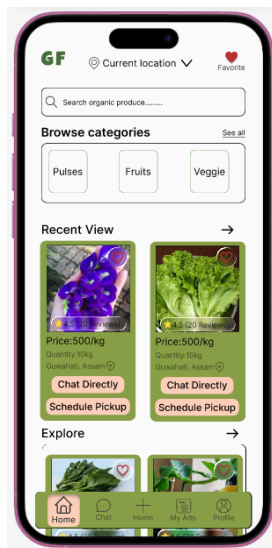 GF
Current location
Favorite
Search organic produce.........
Browse categories
See all
Pulses
Fruits
Veggie
Recent View
4.5 (20 Reviews)
4.5 (20 Reviews)
Price:500/kg
Price:500/kg
Quantity:10kg
Quantity:10kg
Guwahati, Assam
Guwahati, Assam
Chat Directly
Chat Directly
Schedule Pickup
Schedule Pickup
Explore
Home
Chat
Home
My Ads.
Profile